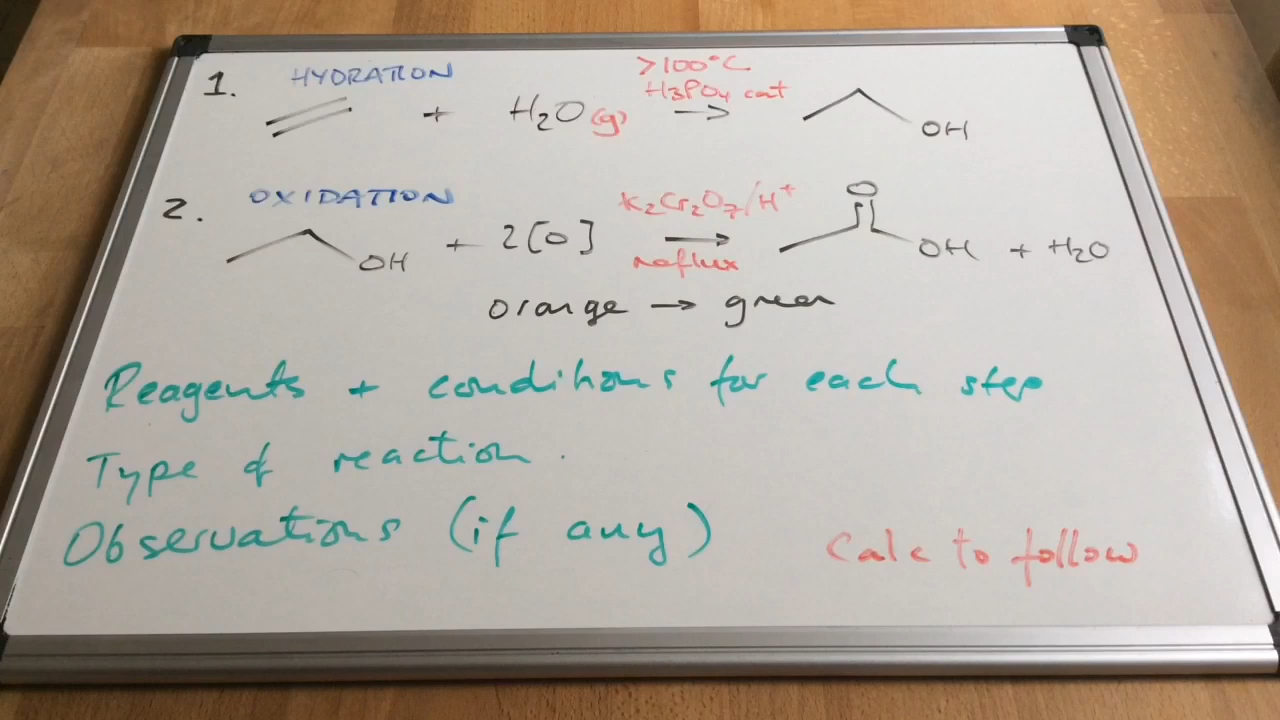 1. HYDRATION
>100°C
+ H2O(g) H3PO4 cat → OH
2. OXIDATION
K2Cr2O7/H+
OH + 2[O] → O OH + H2O
reflux
orange → green
Reagents + conditions for each step
Type of reaction.
Observations (if any)
Calc to follow